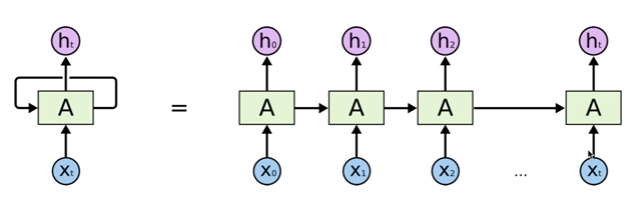 hₜ h₀ h₁ h₂ hₜ
A = A A A A
xₜ x₀ x₁ x₂ ... xₜ